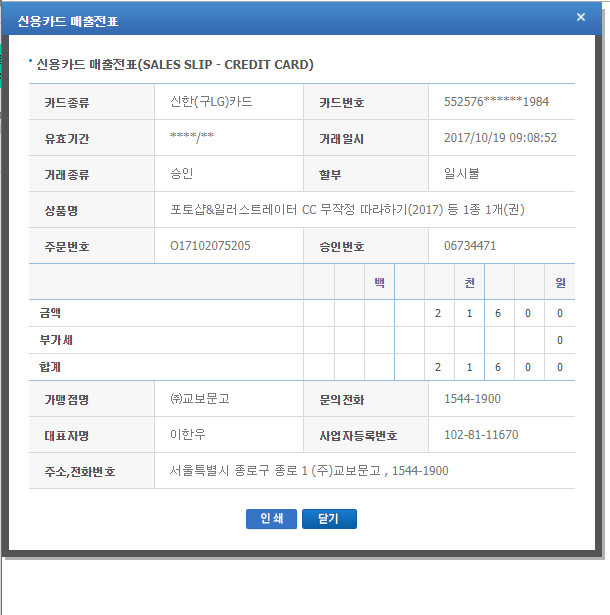 신용카드 매출전표 ×
신용카드 매출전표(SALES SLIP - CREDIT CARD)
카드종류 신한(구LG)카드 카드번호 552576******1984
유효기간 ****/** 거래일시 2017/10/19 09:08:52
거래종류 승인 할부 일시불
상품명 포토샵&일러스트레이터 CC 무작정 따라하기(2017) 등 1종 1개(권)
주문번호 O17102075205 승인번호 06734471
백 천 원
금액 2 1 6 0 0
부가세 0
합계 2 1 6 0 0
가맹점명 ㈜교보문고 문의전화 1544-1900
대표자명 이한우 사업자등록번호 102-81-11670
주소,전화번호 서울특별시 종로구 종로 1 (주)교보문고 , 1544-1900
인쇄 닫기